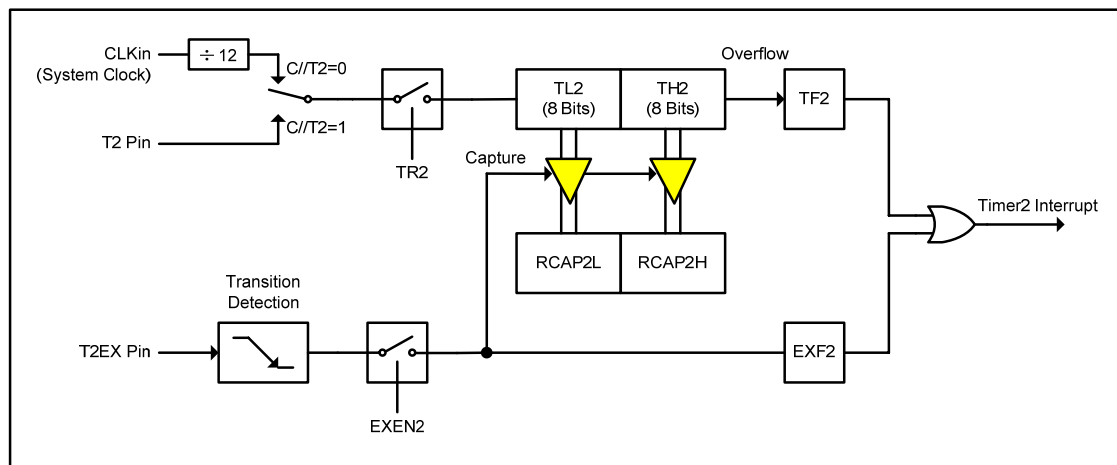 CLKin
(System Clock)
÷ 12
C//T2=0
C//T2=1
T2 Pin
TR2
TL2
(8 Bits)
TH2
(8 Bits)
Overflow
TF2
Capture
RCAP2L
RCAP2H
Timer2 Interrupt
Transition
Detection
T2EX Pin
EXEN2
EXF2